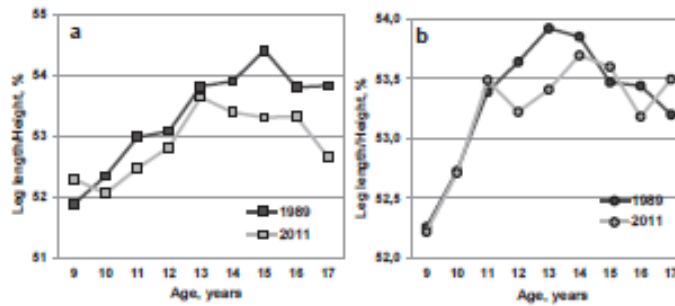 a
Leg length/Height, %
55
54
53
52
51
1989
2011
9 10 11 12 13 14 15 16 17
Age, years
b
Leg length/Height, %
54,0
53,5
53,0
52,5
52,0
1989
2011
9 10 11 12 13 14 15 16 17
Age, years